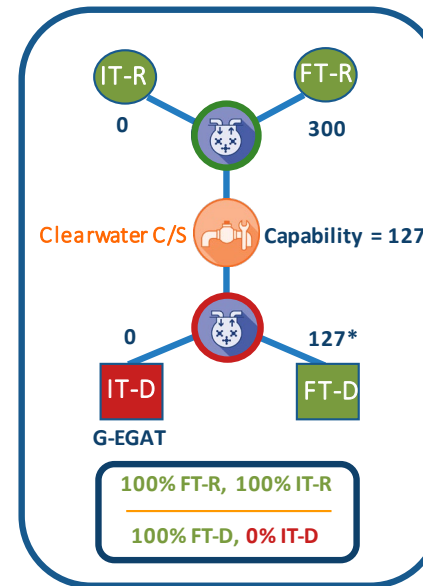 IT-R FT-R
0 300
Clearwater C/S Capability = 127
0 127*
IT-D FT-D
G-EGAT
100% FT-R, 100% IT-R
100% FT-D, 0% IT-D